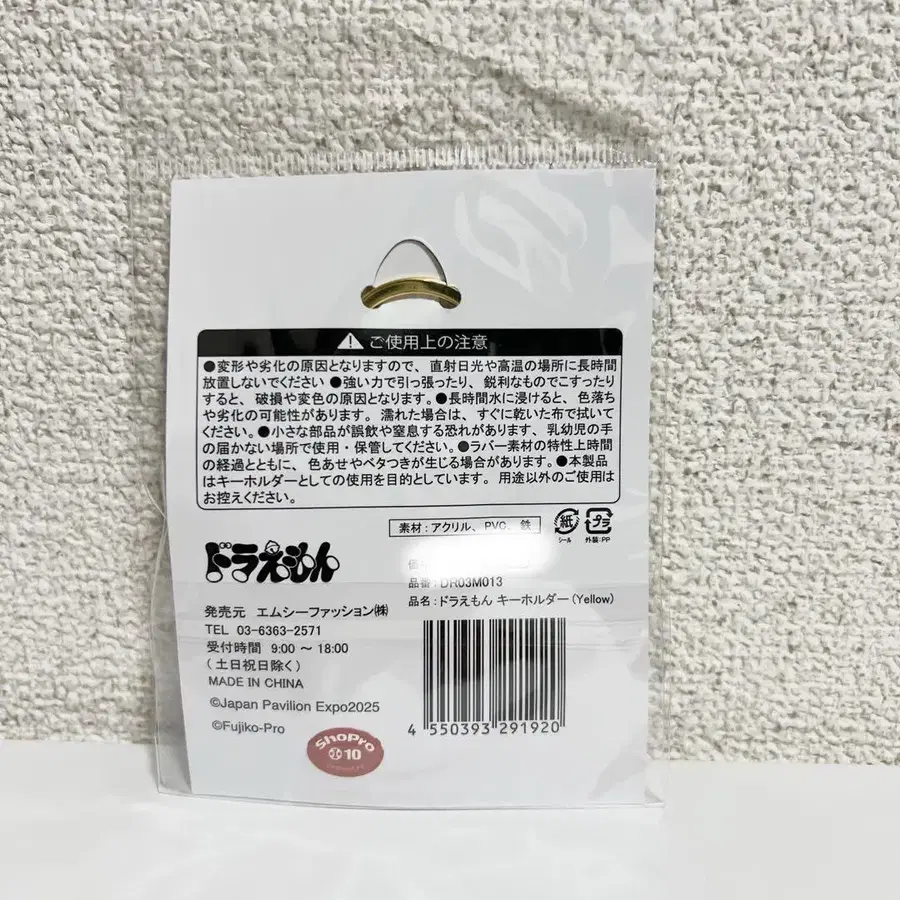 ご使用上の注意
●変形や劣化の原因となりますので、直射日光や高温の場所に長時間
放置しないでください ●強い力で引っ張ったり、鋭利なものでこすったり
すると、破損や変色の原因となります。●長時間水に浸けると、色落ち
や劣化の可能性があります。濡れた場合は、すぐに乾いた布で拭いて
ください。●小さな部品が誤飲や窒息する恐れがあります、乳幼児の手
の届かない場所で使用・保管してください。●ラバー素材の特性上時間
の経過とともに、色あせやベタつきが生じる場合があります。●本製品
はキーホルダーとしての使用を目的としています。用途以外のご使用は
お控えください。
素材：アクリル、PVC、鉄
紙
シール
プラ
外装：PP
ドラえもん
品番：DR03M013
品名：ドラえもん キーホルダー（Yellow）
発売元 エムシーファッション㈱
TEL 03-6363-2571
受付時間 9:00 ～ 18:00
（土日祝日除く）
MADE IN CHINA
©Japan Pavilion Expo2025
©Fujiko-Pro
ShoPro
10
4 550393 291920